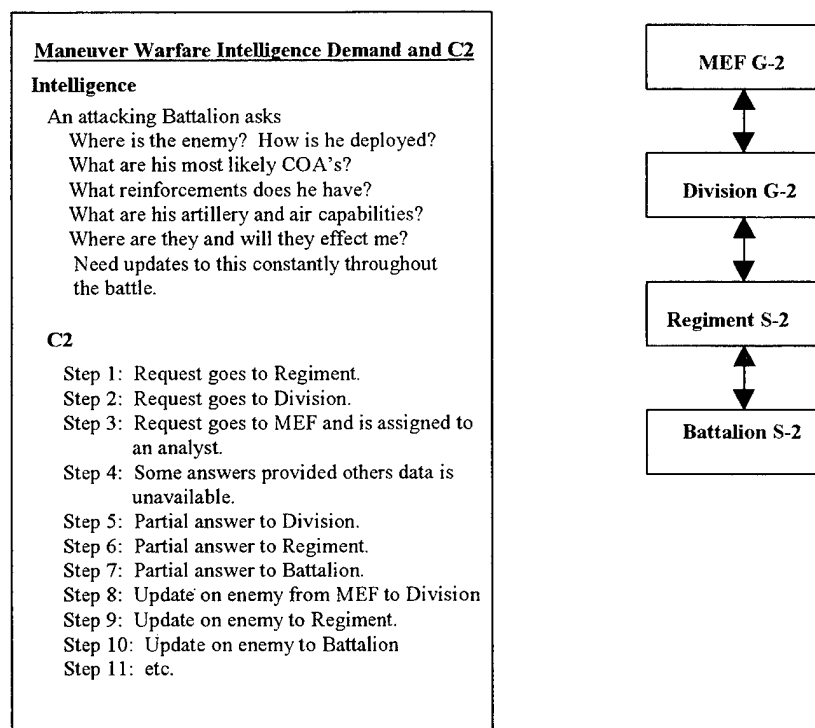 Maneuver Warfare Intelligence Demand and C2
Intelligence
An attacking Battalion asks
Where is the enemy? How is he deployed?
What are his most likely COA's?
What reinforcements does he have?
What are his artillery and air capabilities?
Where are they and will they effect me?
Need updates to this constantly throughout
the battle.
C2
Step 1: Request goes to Regiment.
Step 2: Request goes to Division.
Step 3: Request goes to MEF and is assigned to
an analyst.
Step 4: Some answers provided others data is
unavailable.
Step 5: Partial answer to Division.
Step 6: Partial answer to Regiment.
Step 7: Partial answer to Battalion.
Step 8: Update on enemy from MEF to Division
Step 9: Update on enemy to Regiment.
Step 10: Update on enemy to Battalion
Step 11: etc.
MEF G-2
Division G-2
Regiment S-2
Battalion S-2